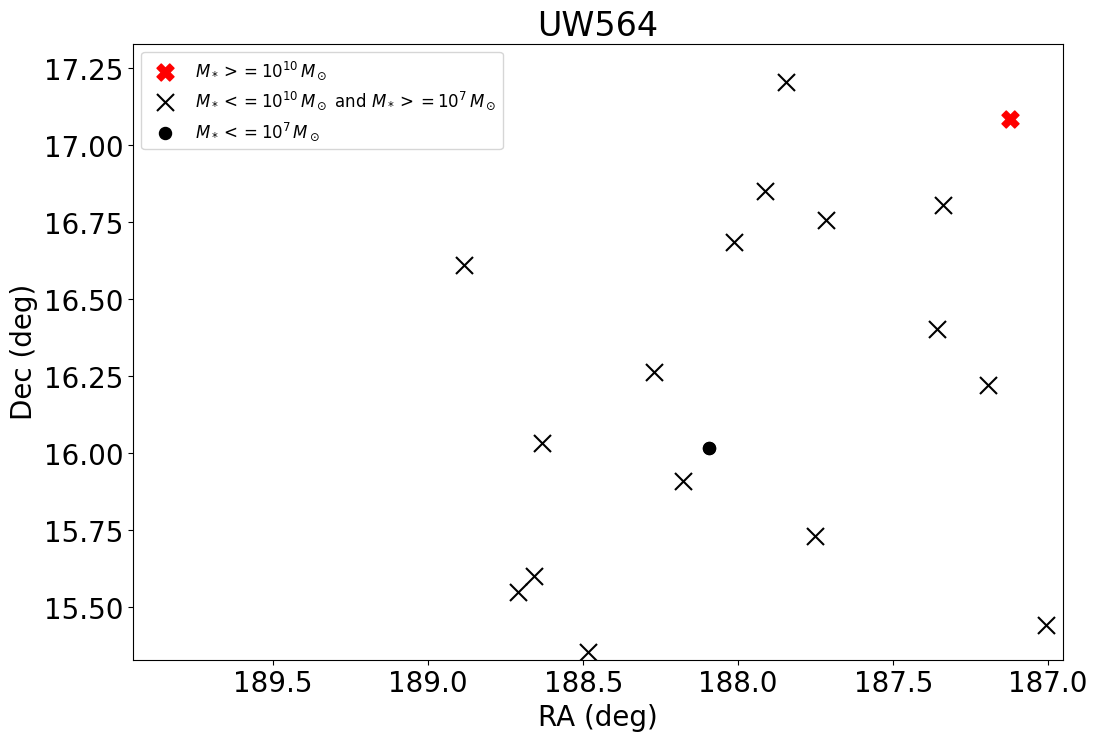 UW564
M* >= 10^10 M⊙
M* <= 10^10 M⊙ and M* >= 10^7 M⊙
M* <= 10^7 M⊙
17.25
17.00
16.75
16.50
16.25
16.00
15.75
15.50
Dec (deg)
189.5 189.0 188.5 188.0 187.5 187.0
RA (deg)